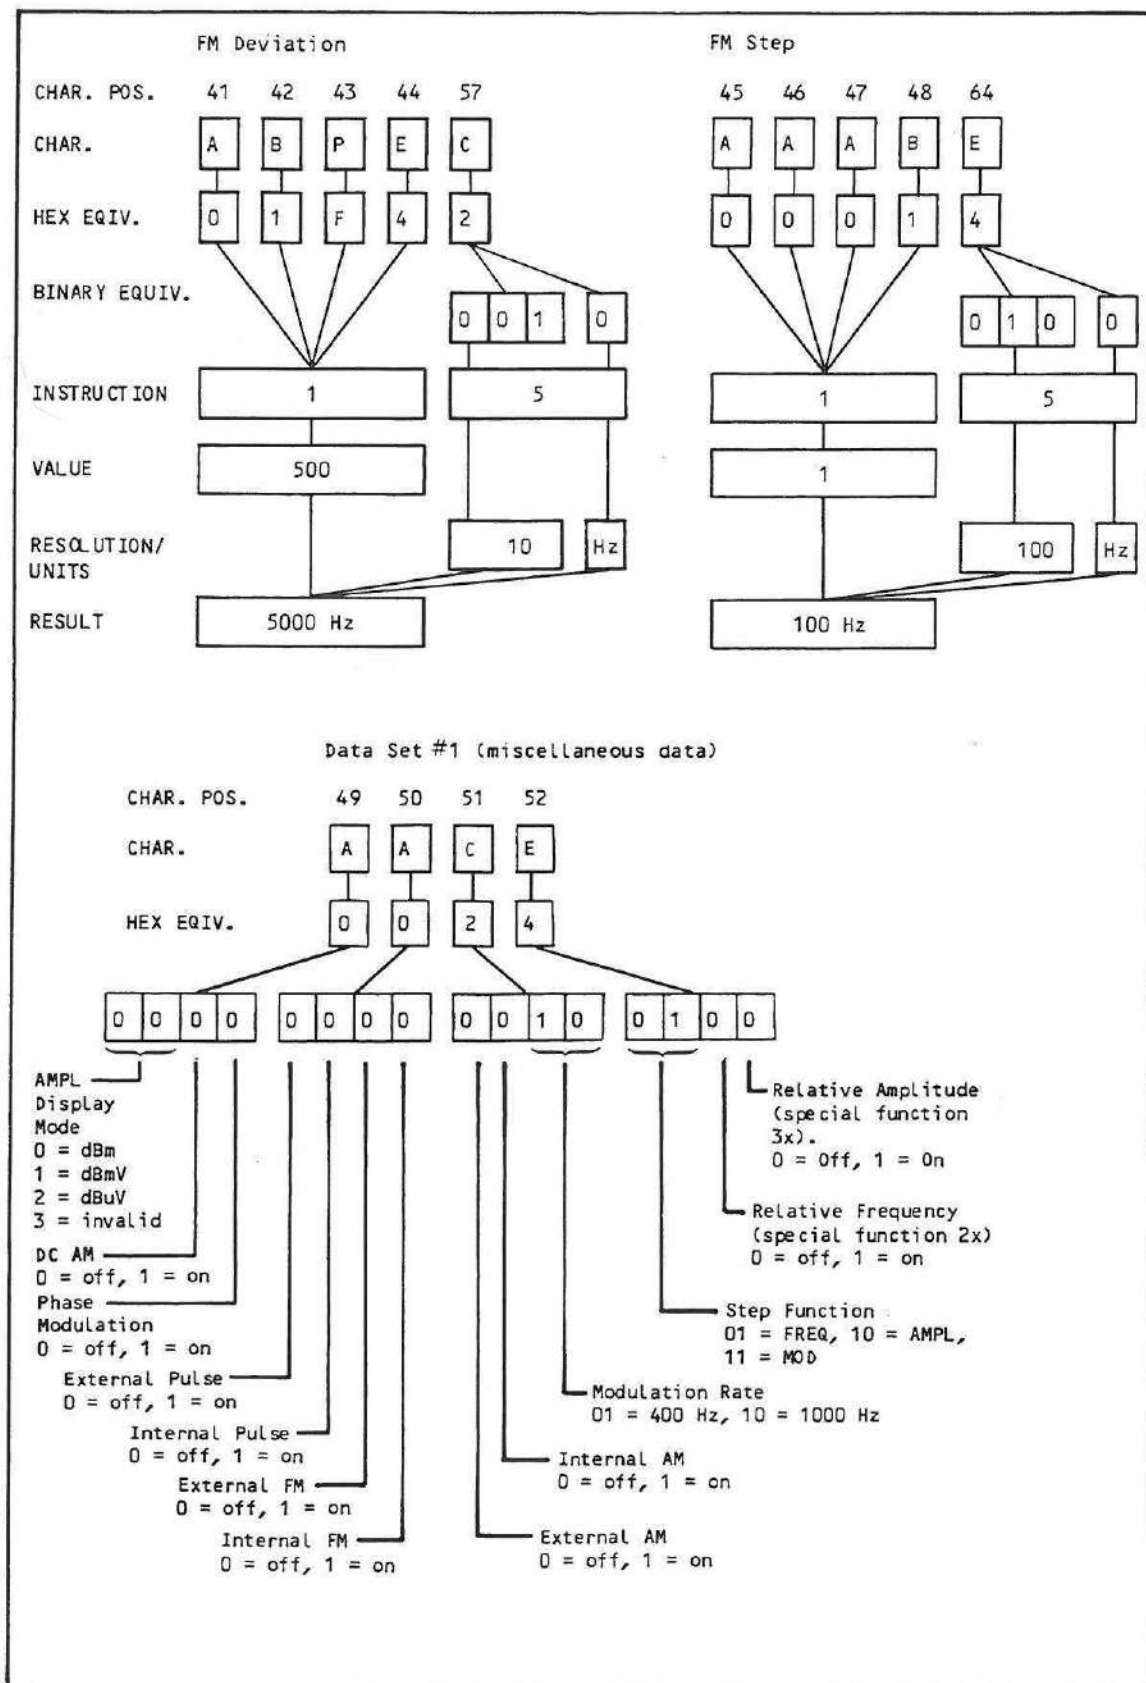 FM Deviation FM Step
CHAR. POS. 41 42 43 44 57 45 46 47 48 64
CHAR. A B P E C A A A B E
HEX EQIV. 0 1 F 4 2 0 0 0 1 4
BINARY EQUIV.
0 0 1 0 0 1 0 0
INSTRUCTION 1 5 1 5
VALUE 500 1
RESOLUTION/ 10 Hz 100 Hz
UNITS
RESULT 5000 Hz 100 Hz
Data Set #1 (miscellaneous data)
CHAR. POS. 49 50 51 52
CHAR. A A C E
HEX EQIV. 0 0 2 4
0 0 0 0 0 0 0 0 0 0 1 0 0 1 0 0
AMPL
Display
Mode
0 = dBm
1 = dBmV
2 = dBuV
3 = invalid
DC AM
0 = off, 1 = on
Phase
Modulation
0 = off, 1 = on
External Pulse
0 = off, 1 = on
Internal Pulse
0 = off, 1 = on
External FM
0 = off, 1 = on
Internal FM
0 = off, 1 = on
Relative Amplitude
(special function
3x).
0 = Off, 1 = On
Relative Frequency
(special function 2x)
0 = off, 1 = on
Step Function
01 = FREQ, 10 = AMPL,
11 = MOD
Modulation Rate
01 = 400 Hz, 10 = 1000 Hz
Internal AM
0 = off, 1 = on
External AM
0 = off, 1 = on